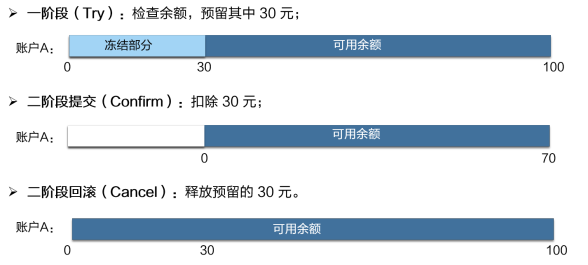 ➢ 一阶段（Try）：检查余额，预留其中 30 元；
账户A： 冻结部分 可用余额
0 30 100
➢ 二阶段提交（Confirm）：扣除 30 元；
账户A： 可用余额
0 70
➢ 二阶段回滚（Cancel）：释放预留的 30 元。
账户A： 可用余额
0 30 100